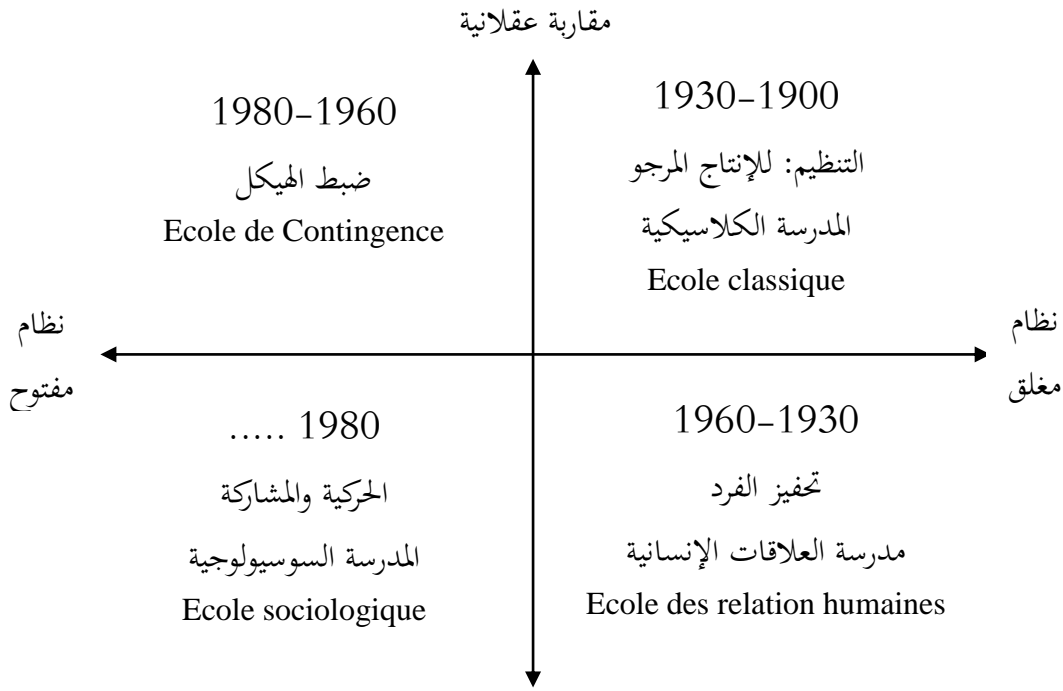 مقاربة عقلانية
1930-1900
التنظيم: للإنتاج المرجو
المدرسة الكلاسيكية
Ecole classique
1980-1960
ضبط الهيكل
Ecole de Contingence
نظام
مغلق
نظام
مفتوح
1960-1930
تحفيز الفرد
مدرسة العلاقات الإنسانية
Ecole des relation humaines
..... 1980
الحركية والمشاركة
المدرسة السوسيولوجية
Ecole sociologique